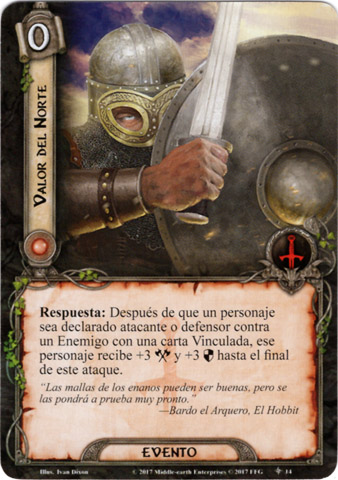 0
VALOR DEL NORTE
Respuesta: Después de que un personaje
sea declarado atacante o defensor contra
un Enemigo con una carta Vinculada, ese
personaje recibe +3 y +3 hasta el final
de este ataque.
“Las mallas de los enanos pueden ser buenas, pero se
las pondrá a prueba muy pronto.”
—Bardo el Arquero, El Hobbit
EVENTO
Illus. Ivan Dixon © 2017 Middle-earth Enterprises © 2017 FFG 14